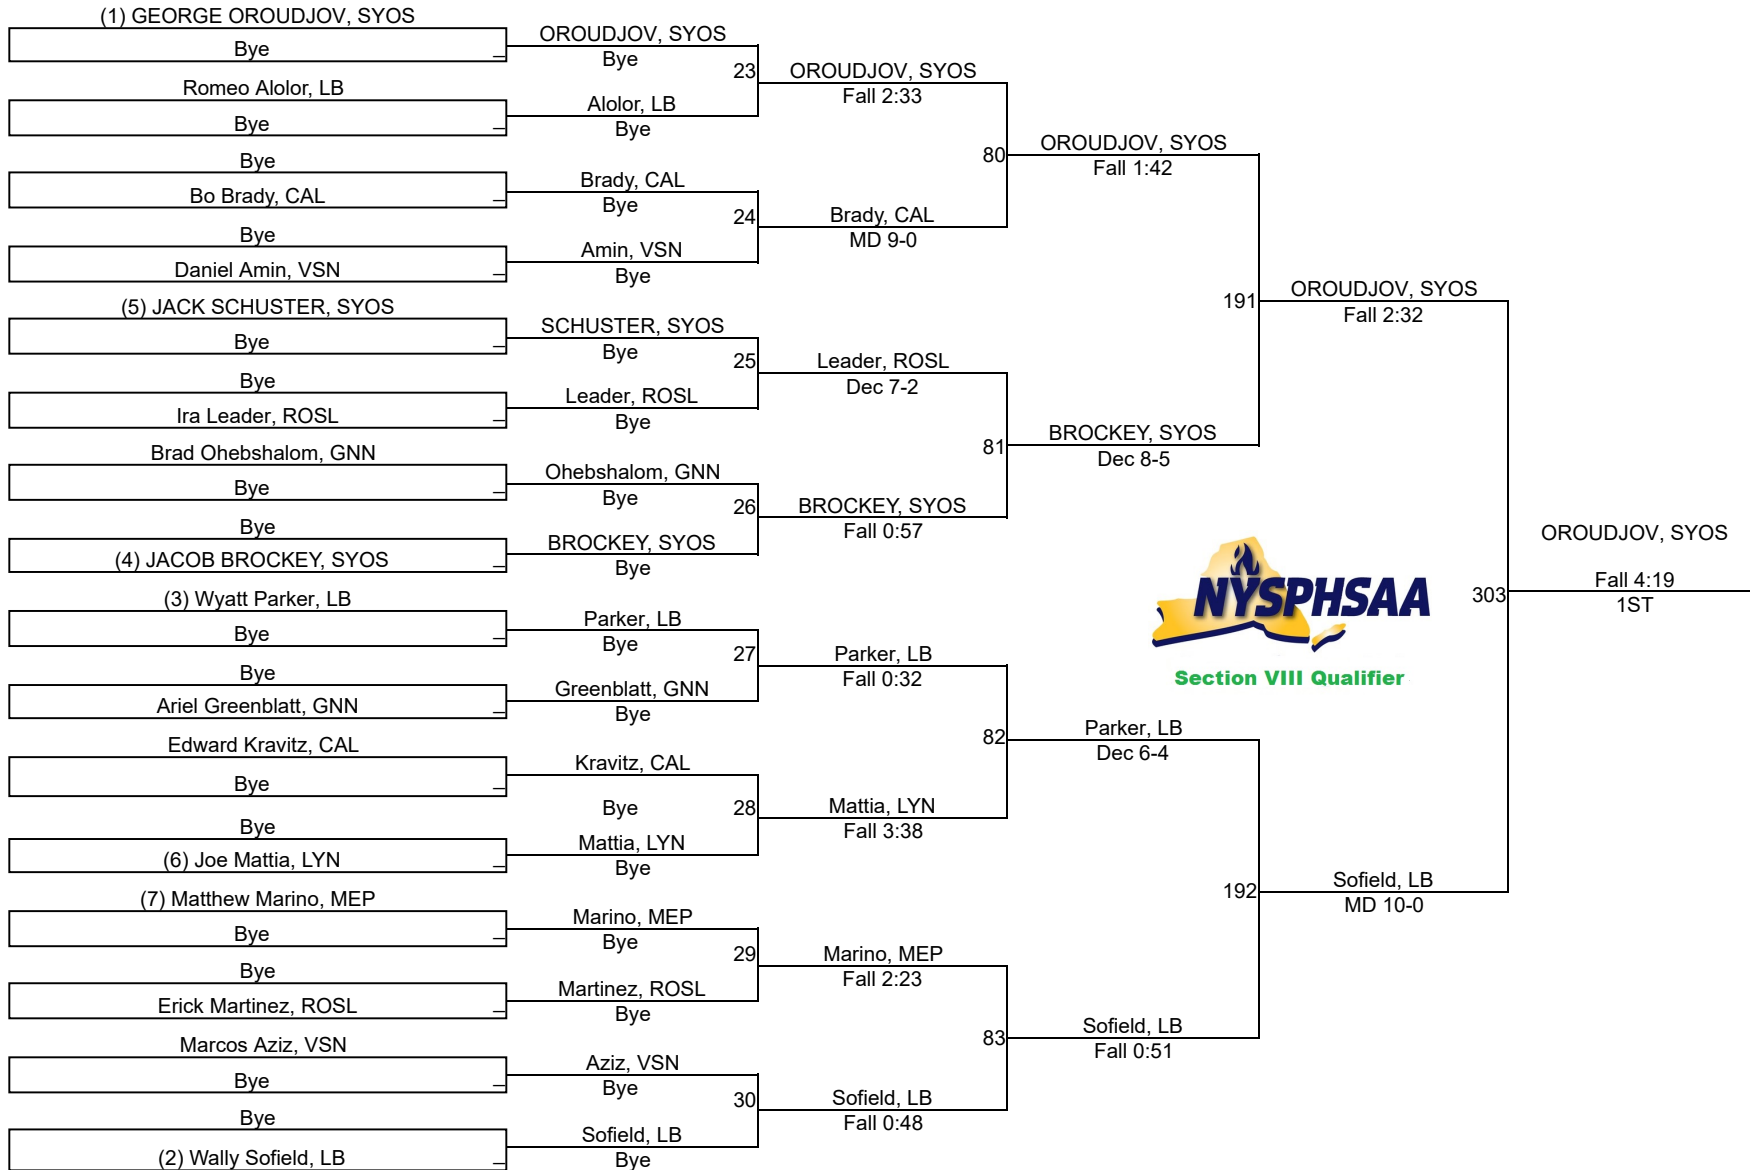 (1) GEORGE OROUDJOV, SYOS
Bye
Romeo Alolor, LB
Bye
Bye
Bo Brady, CAL
Bye
Daniel Amin, VSN
(5) JACK SCHUSTER, SYOS
Bye
Bye
Ira Leader, ROSL
Brad Ohebshalom, GNN
Bye
Bye
(4) JACOB BROCKEY, SYOS
(3) Wyatt Parker, LB
Bye
Bye
Ariel Greenblatt, GNN
Edward Kravitz, CAL
Bye
Bye
(6) Joe Mattia, LYN
(7) Matthew Marino, MEP
Bye
Bye
Erick Martinez, ROSL
Marcos Aziz, VSN
Bye
Bye
(2) Wally Sofield, LB
OROUDJOV, SYOS
Bye
23
Alolor, LB
Bye
Brady, CAL
Bye
24
Amin, VSN
Bye
SCHUSTER, SYOS
Bye
25
Leader, ROSL
Bye
Ohebshalom, GNN
Bye
26
BROCKEY, SYOS
Bye
Parker, LB
Bye
27
Greenblatt, GNN
Bye
Kravitz, CAL
Bye
28
Mattia, LYN
Bye
Marino, MEP
Bye
29
Martinez, ROSL
Bye
Aziz, VSN
Bye
30
Sofield, LB
Bye
OROUDJOV, SYOS
Fall 2:33
80
Brady, CAL
MD 9-0
Leader, ROSL
Dec 7-2
81
BROCKEY, SYOS
Fall 0:57
Parker, LB
Fall 0:32
82
Mattia, LYN
Fall 3:38
Marino, MEP
Fall 2:23
83
Sofield, LB
Fall 0:48
OROUDJOV, SYOS
Fall 1:42
191
BROCKEY, SYOS
Dec 8-5
Parker, LB
Dec 6-4
192
Sofield, LB
Fall 0:51
OROUDJOV, SYOS
Fall 2:32
303
Sofield, LB
MD 10-0
NYSPHSAA
Section VIII Qualifier
OROUDJOV, SYOS
Fall 4:19
1ST